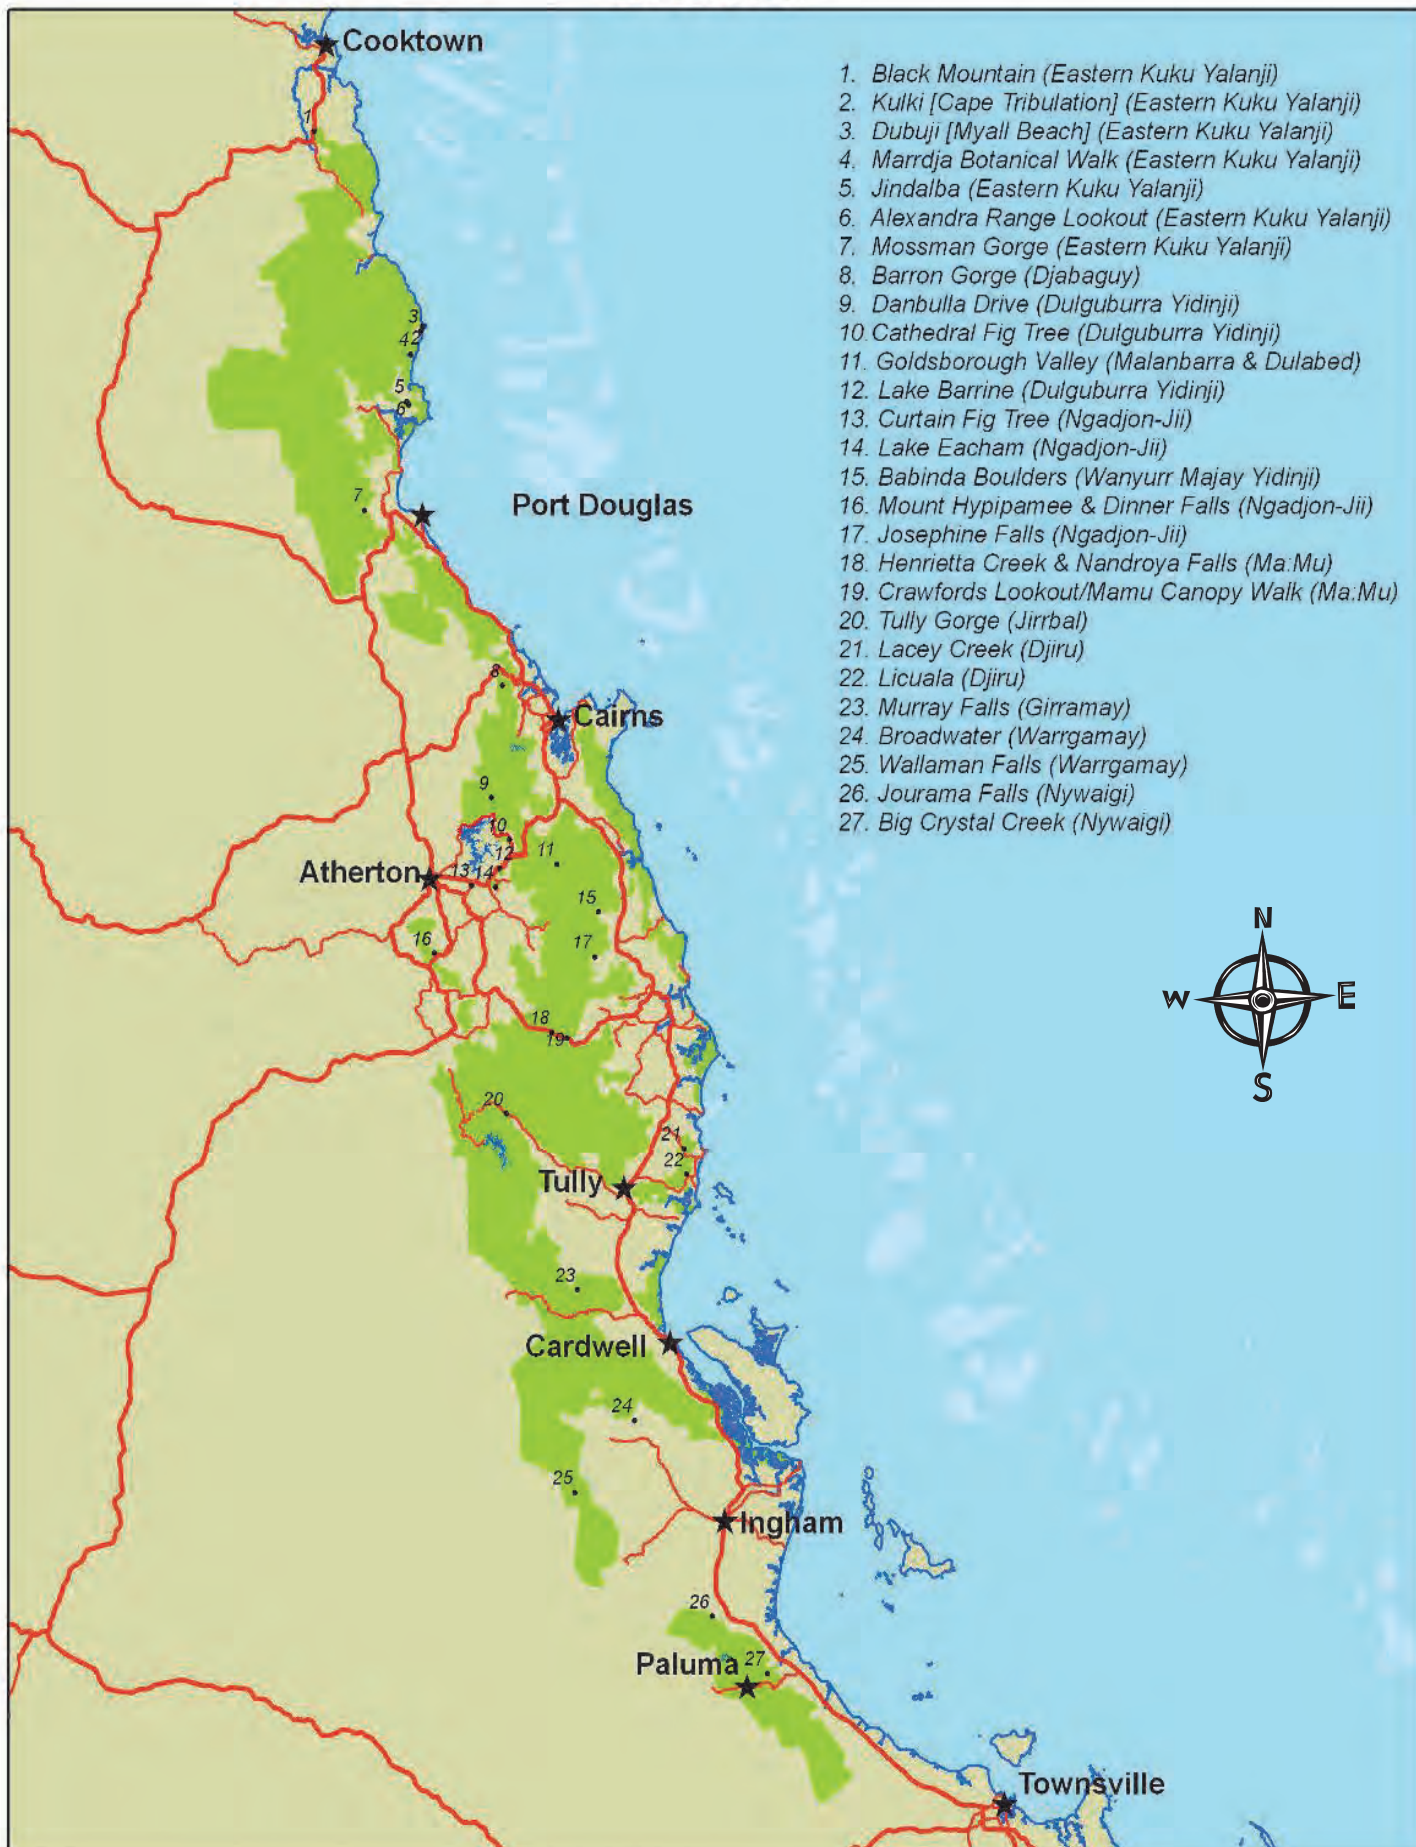 Cooktown
1. Black Mountain (Eastern Kuku Yalanji)
2. Kulki [Cape Tribulation] (Eastern Kuku Yalanji)
3. Dubuji [Myall Beach] (Eastern Kuku Yalanji)
4. Marrdja Botanical Walk (Eastern Kuku Yalanji)
5. Jindalba (Eastern Kuku Yalanji)
6. Alexandra Range Lookout (Eastern Kuku Yalanji)
7. Mossman Gorge (Eastern Kuku Yalanji)
8. Barron Gorge (Djabaguy)
9. Danbulla Drive (Dulguburra Yidinji)
10. Cathedral Fig Tree (Dulguburra Yidinji)
11. Goldsborough Valley (Malanbarra & Dulabed)
12. Lake Barrine (Dulguburra Yidinji)
13. Curtain Fig Tree (Ngadjon-Jii)
14. Lake Eacham (Ngadjon-Jii)
15. Babinda Boulders (Wanyurr Majay Yidinji)
16. Mount Hypipamee & Dinner Falls (Ngadjon-Jii)
17. Josephine Falls (Ngadjon-Jii)
18. Henrietta Creek & Nandroya Falls (Ma:Mu)
19. Crawfords Lookout/Mamu Canopy Walk (Ma:Mu)
20. Tully Gorge (Jirrbal)
21. Lacey Creek (Djiru)
22. Licuala (Djiru)
23. Murray Falls (Girramay)
24. Broadwater (Warrgamay)
25. Wallaman Falls (Warrgamay)
26. Jourama Falls (Nywaigi)
27. Big Crystal Creek (Nywaigi)
1
3
4 2
5
6
7
Port Douglas
8
Cairns
9
10
12
11
Atherton
13 14
15
16
17
N
W E
S
18
19
20
21
22
Tully
23
Cardwell
24
25
Ingham
26
Paluma 27
Townsville